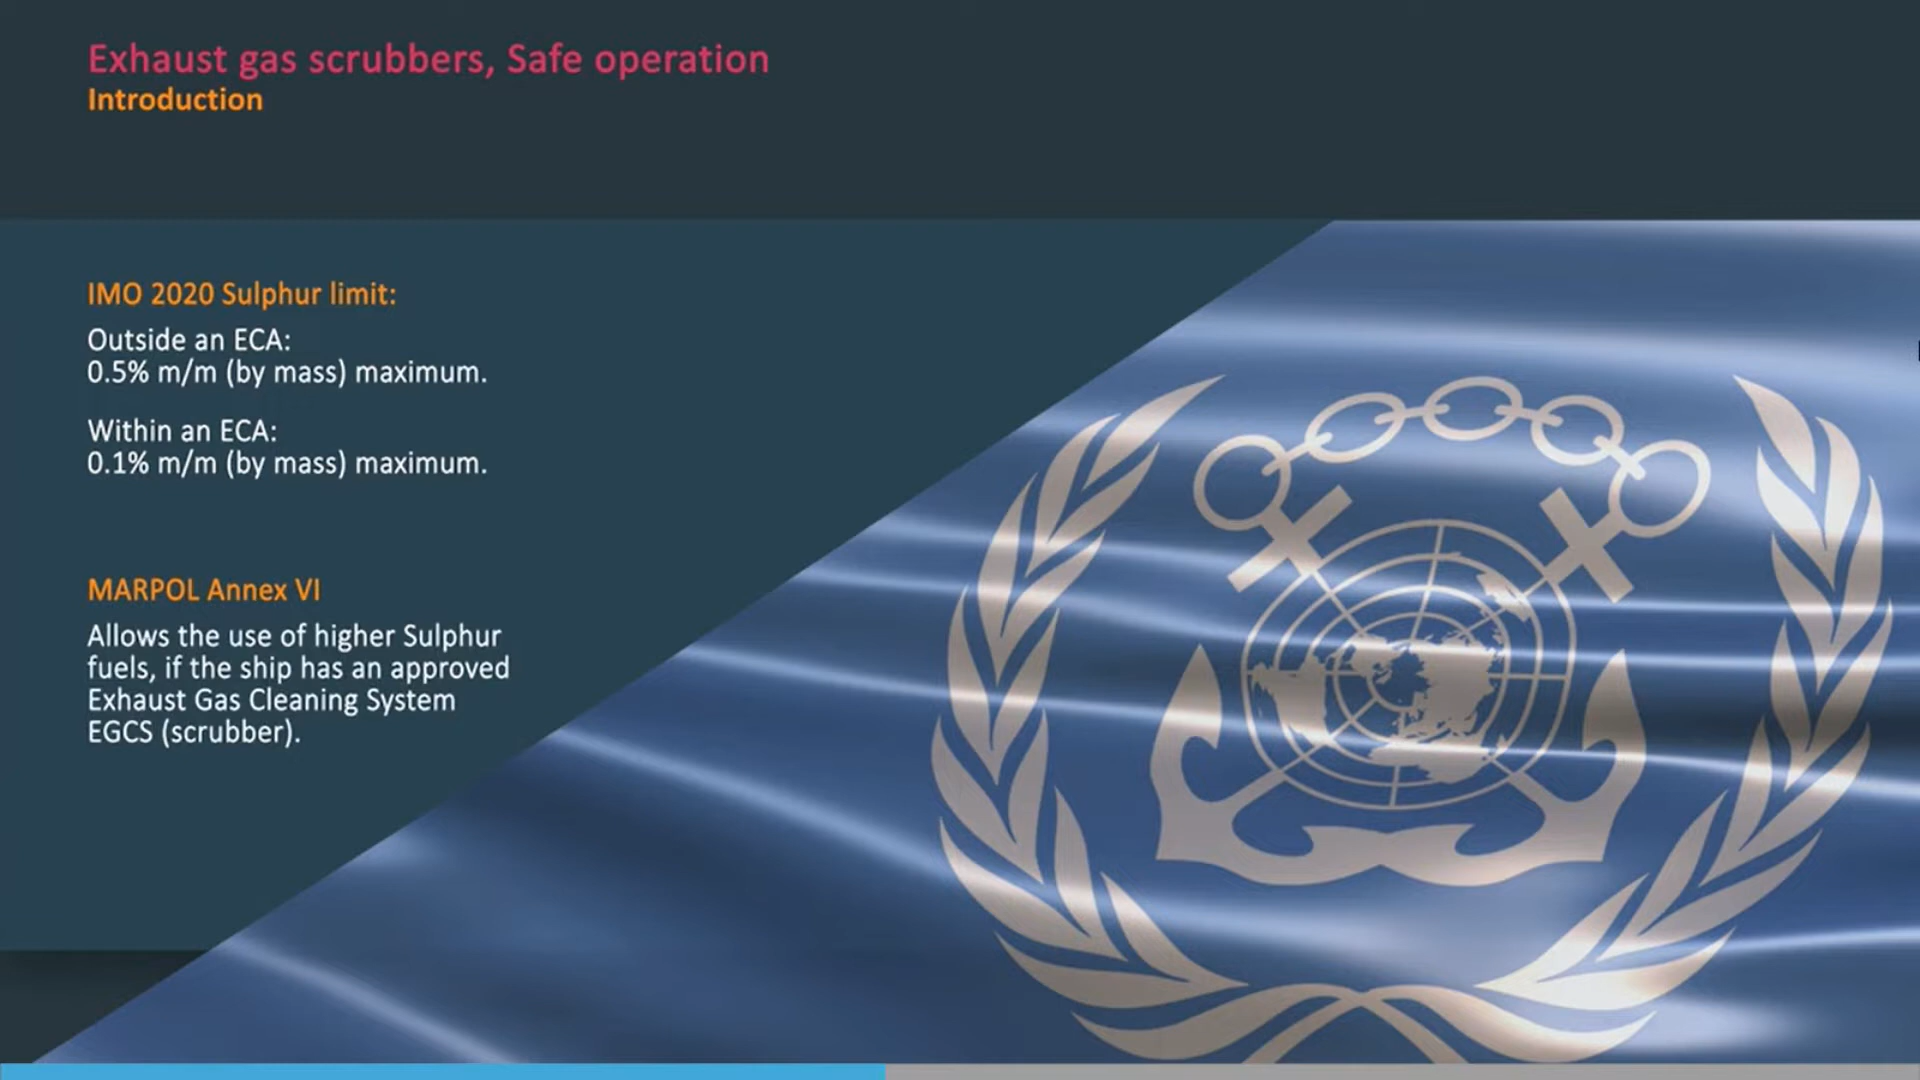 Exhaust gas scrubbers, Safe operation
Introduction
IMO 2020 Sulphur limit:
Outside an ECA:
0.5% m/m (by mass) maximum.
Within an ECA:
0.1% m/m (by mass) maximum.
MARPOL Annex VI
Allows the use of higher Sulphur
fuels, if the ship has an approved
Exhaust Gas Cleaning System
EGCS (scrubber).